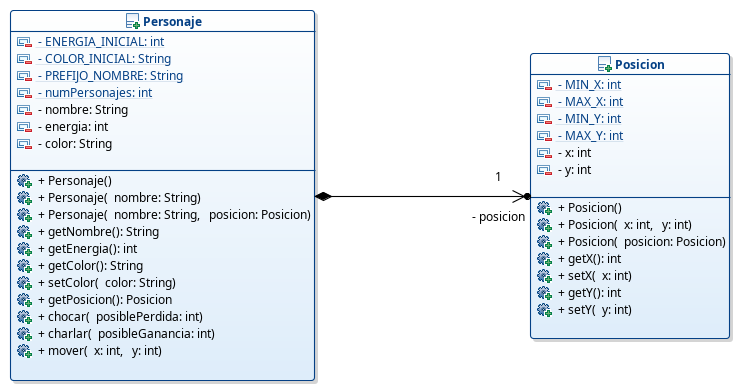 Personaje
- ENERGIA_INICIAL: int
- COLOR_INICIAL: String
- PREFIJO_NOMBRE: String
- numPersonajes: int
- nombre: String
- energia: int
- color: String
+ Personaje()
+ Personaje( nombre: String)
+ Personaje( nombre: String, posicion: Posicion)
+ getNombre(): String
+ getEnergia(): int
+ getColor(): String
+ setColor( color: String)
+ getPosicion(): Posicion
+ chocar( posiblePerdida: int)
+ charlar( posibleGanancia: int)
+ mover( x: int, y: int)
1
- posicion
Posicion
- MIN_X: int
- MAX_X: int
- MIN_Y: int
- MAX_Y: int
- x: int
- y: int
+ Posicion()
+ Posicion( x: int, y: int)
+ Posicion( posicion: Posicion)
+ getX(): int
+ setX( x: int)
+ getY(): int
+ setY( y: int)